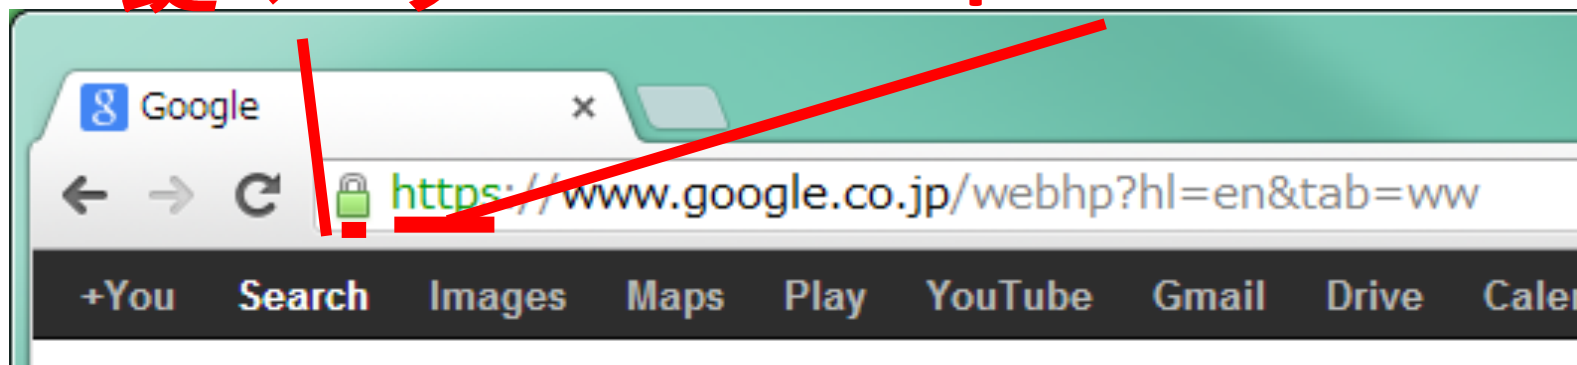 Google
https://www.google.co.jp/webhp?hl=en&tab=ww
+You Search Images Maps Play YouTube Gmail Drive